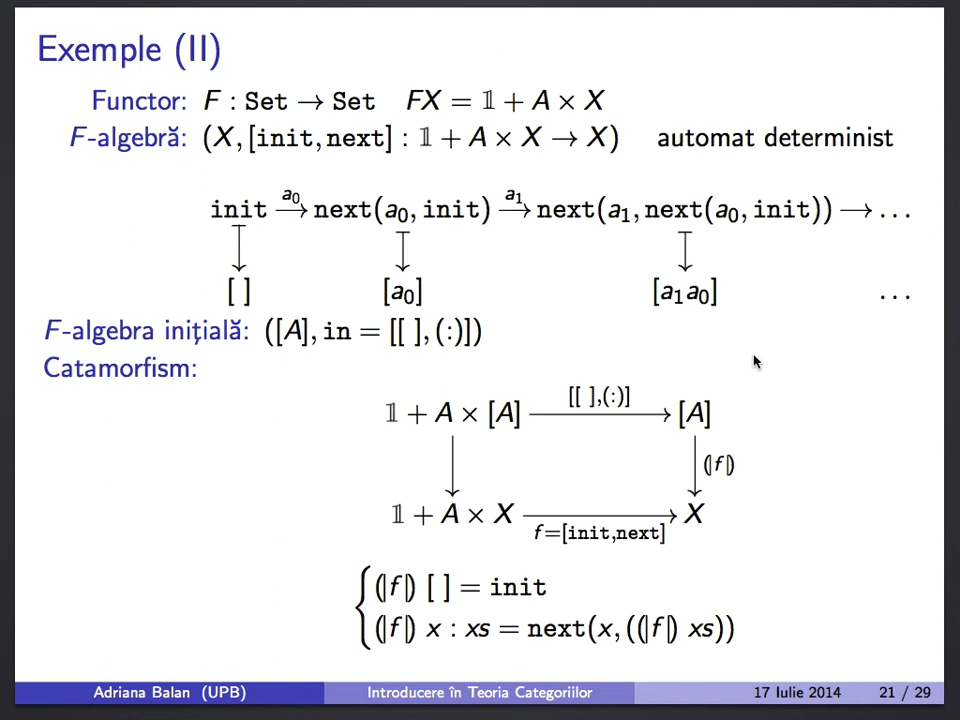 Exemple (II)
Functor: F : Set → Set FX = 𝟙 + A × X
F-algebră: (X, [init, next] : 𝟙 + A × X → X) automat determinist
init →a₀ next(a₀, init) →a₁ next(a₁, next(a₀, init)) → ...
[ ] [a₀] [a₁a₀] ...
F-algebra inițială: ([A], in = [[ ], (:)])
Catamorfism:
[[ ],(:)]
𝟙 + A × [A] → [A]
⦇f⦈
𝟙 + A × X → X
f=[init,next]
⦇f⦈ [ ] = init
⦇f⦈ x : xs = next(x, (⦇f⦈ xs))
Adriana Balan (UPB) Introducere în Teoria Categoriilor 17 Iulie 2014 21 / 29